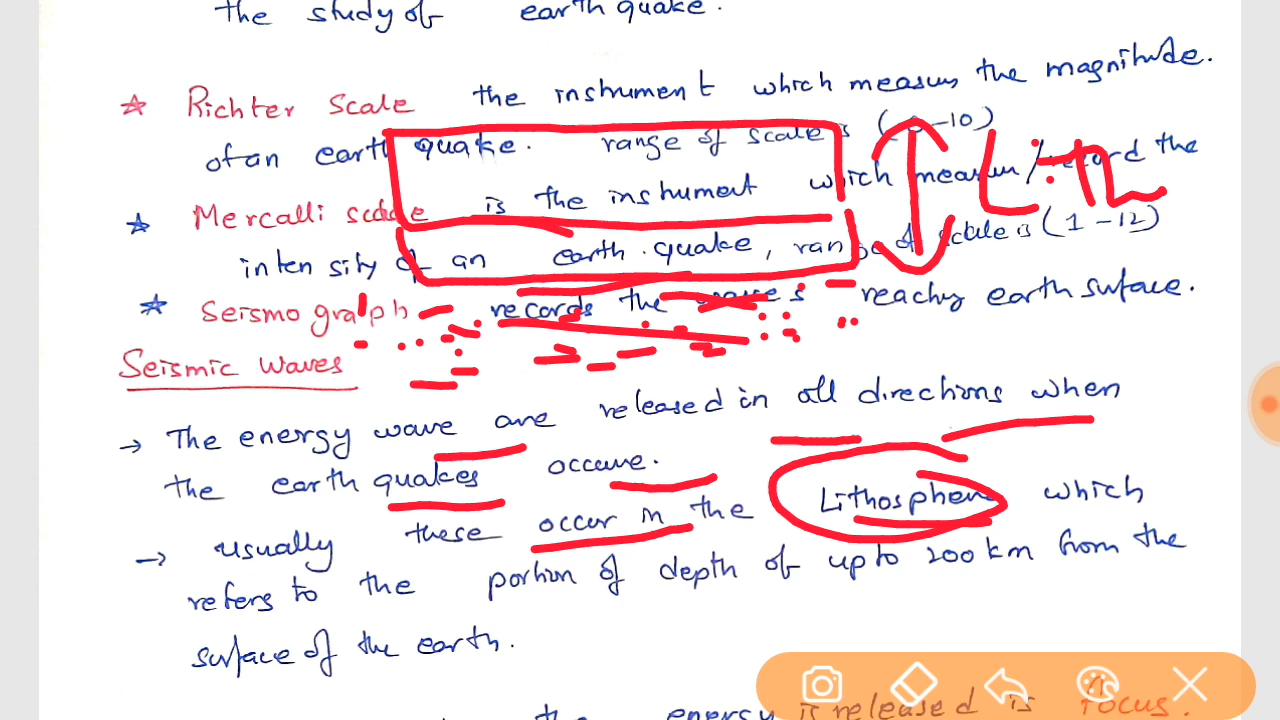 the study of earth quake.
☆ Richter Scale the instrument which measures the magnitude.
of an earth quake. range of scale is ( -10)
☆ Mercalli scale is the instrument which measures / record the
intensity of an earth quake, range of scale is (1-12)
☆ Seismograph records the waves reaching earth surface.
Seismic Waves
→ The energy wave are released in all directions when
the earth quakes occure.
→ usually these occur in the Lithosphere which
refers to the portion of depth of up to 200 km from the
surface of the earth.
the energy is released is focus.